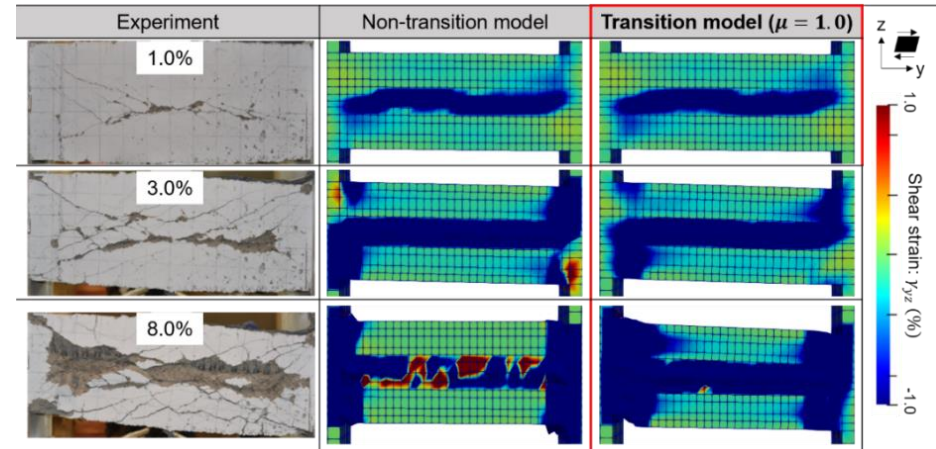 Experiment
Non-transition model
Transition model (μ = 1.0)
1.0%
3.0%
8.0%
z
y
1.0
Shear strain: γyz (%)
-1.0